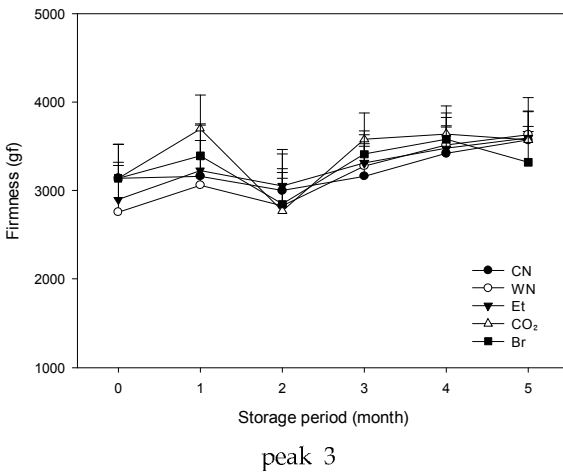 5000
4000
3000
2000
1000
Firmness (gf)
CN
WN
Et
CO₂
Br
0 1 2 3 4 5
Storage period (month)
peak 3